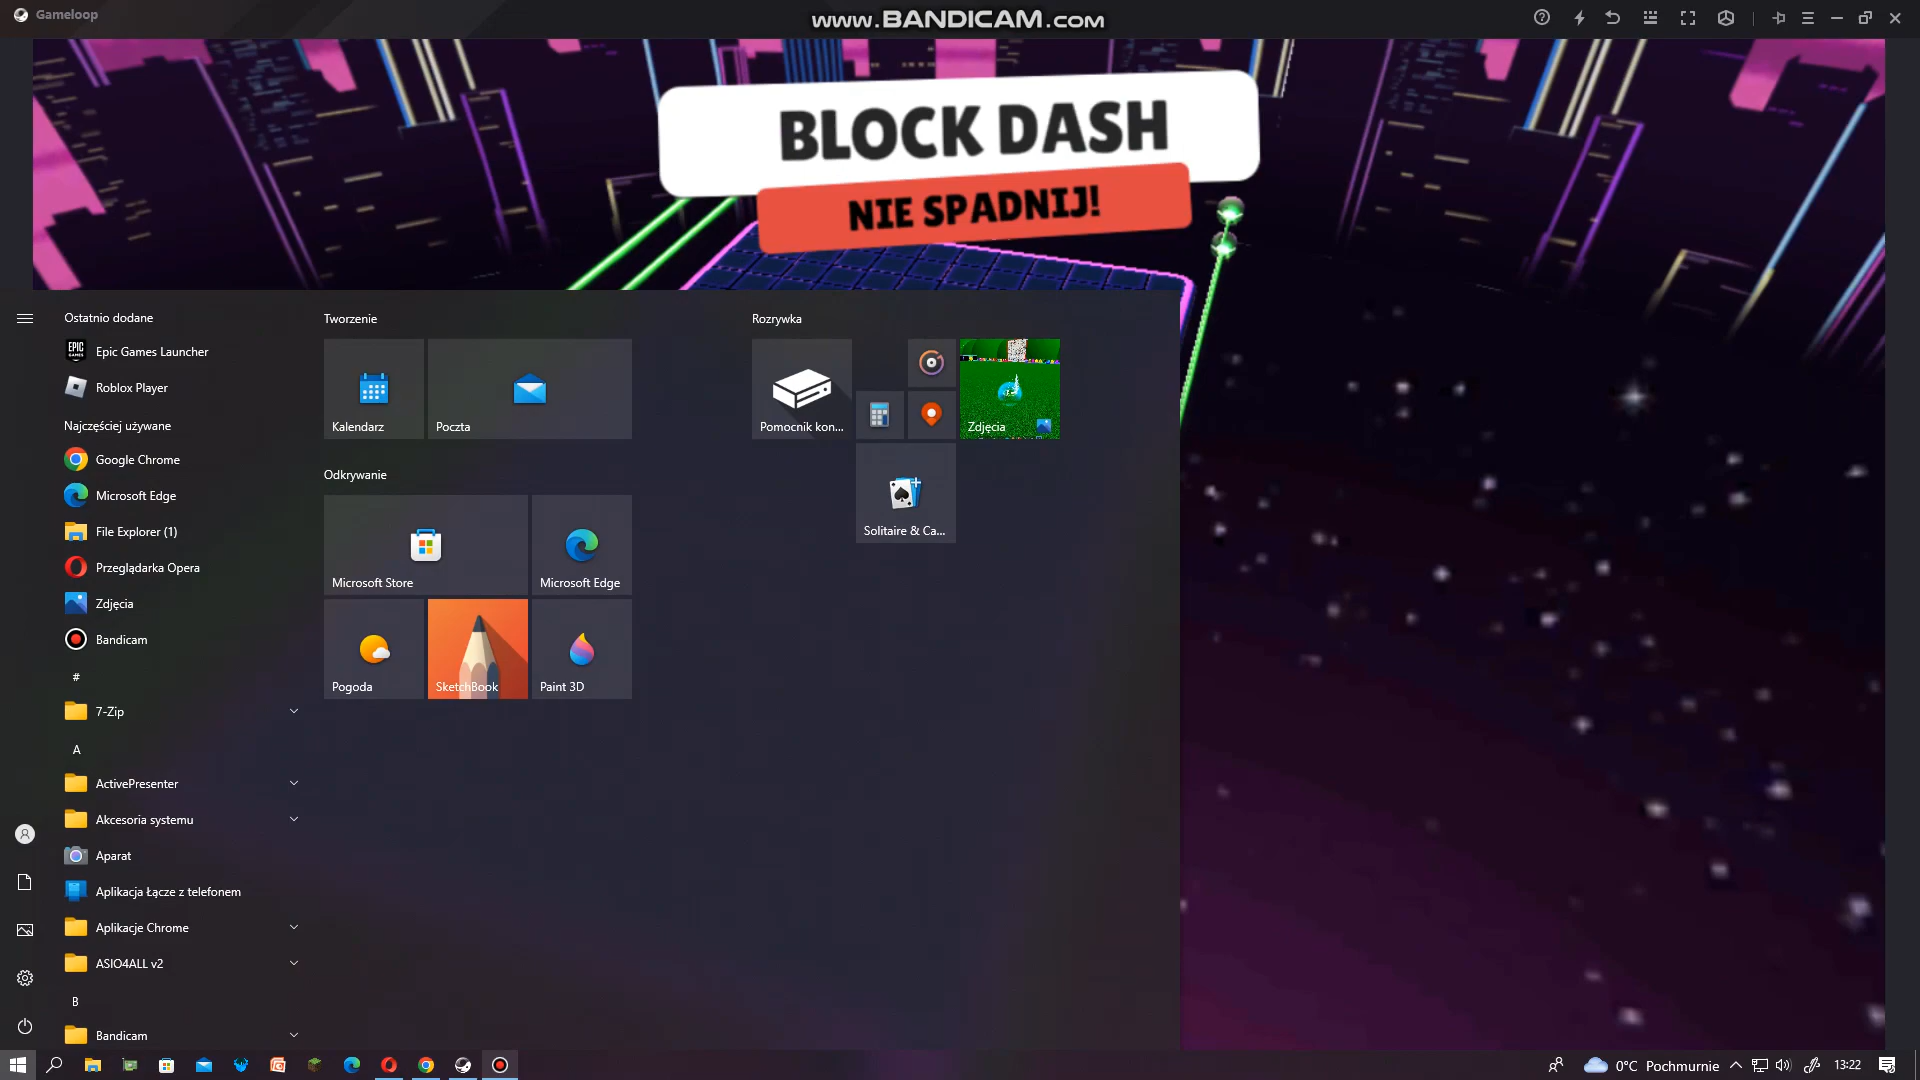 Gameloop
www.BANDICAM.com
BLOCK DASH
NIE SPADNIJ!
Ostatnio dodane
EPIC GAMES
Epic Games Launcher
Roblox Player
Najczęściej używane
Google Chrome
Microsoft Edge
File Explorer (1)
Przeglądarka Opera
Zdjęcia
Bandicam
#
7-Zip
A
ActivePresenter
Akcesoria systemu
Aparat
Aplikacja Łącze z telefonem
Aplikacje Chrome
ASIO4ALL v2
B
Bandicam
Tworzenie
Kalendarz
Poczta
Odkrywanie
Microsoft Store
Microsoft Edge
Pogoda
SketchBook
Paint 3D
Rozrywka
Pomocnik kon...
Zdjęcia
Solitaire & Ca...
0°C Pochmurnie
13:22